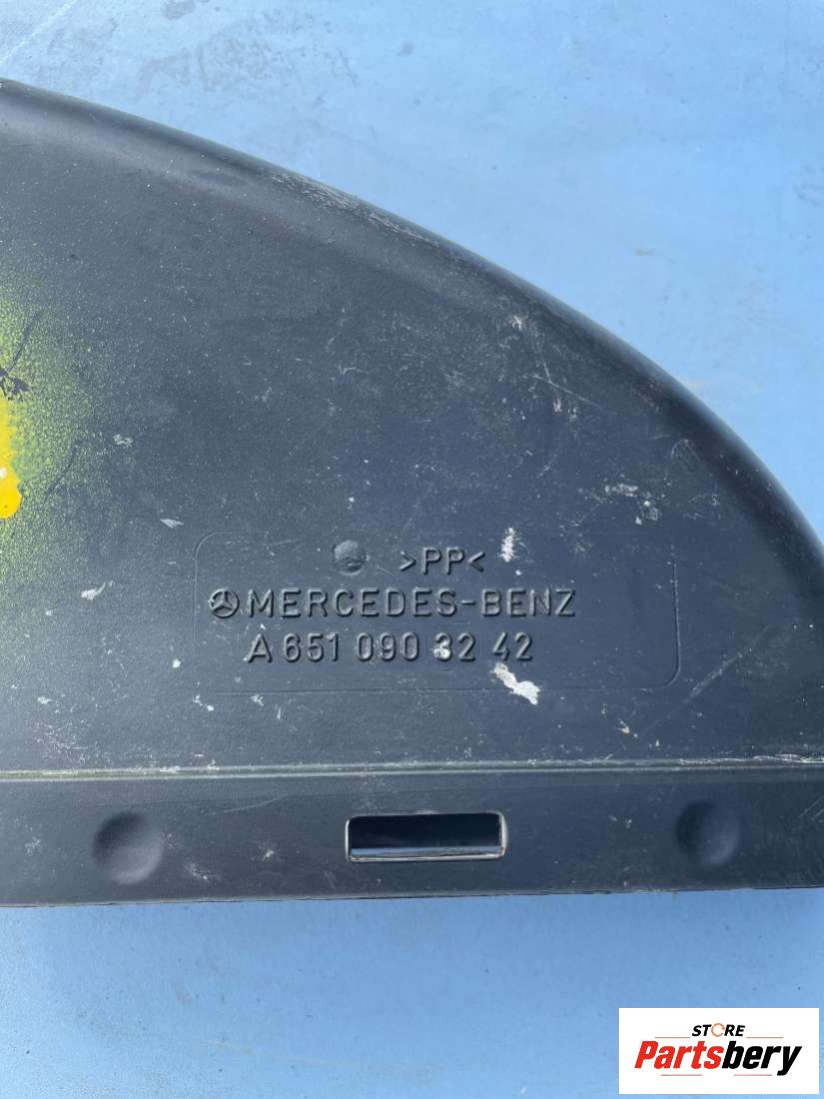 >PP<
MERCEDES-BENZ
A 651 090 32 42
STORE
Partsbery